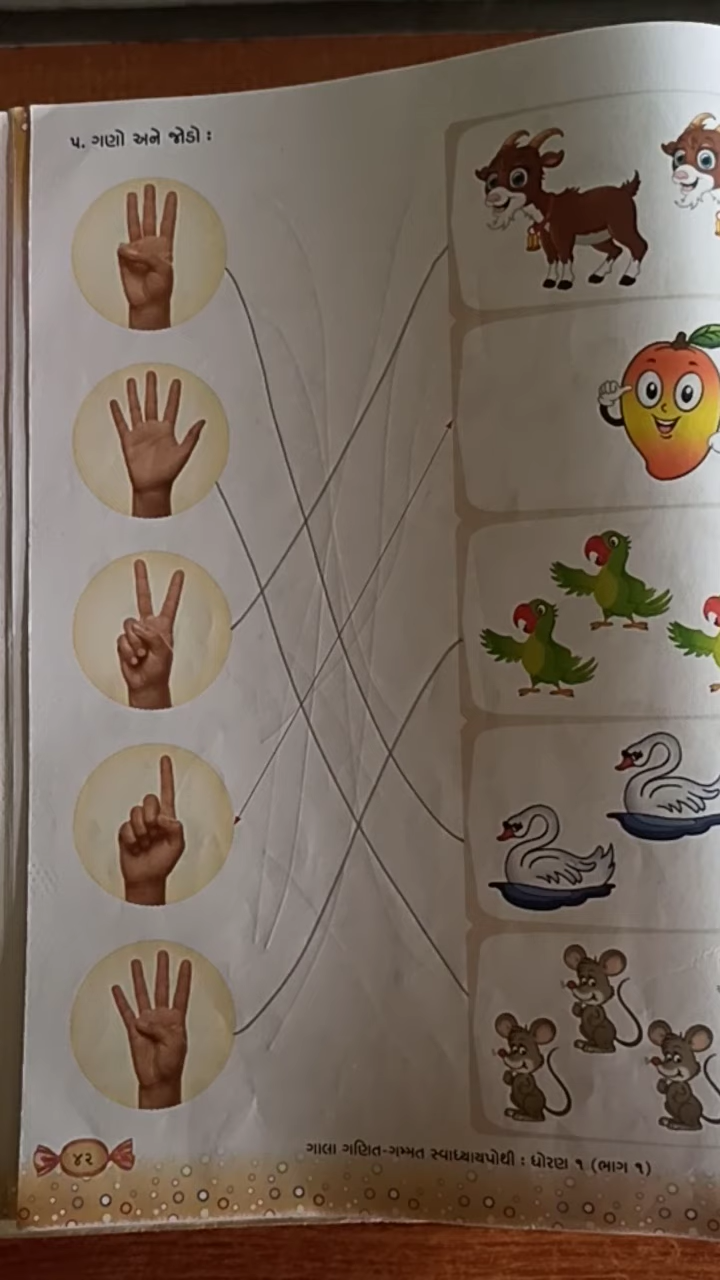 ૫. ગણો અને જોડો :
૪૨
ગાલા ગણિત-ગમ્મત સ્વાધ્યાયપોથી : ધોરણ ૧ (ભાગ ૧)